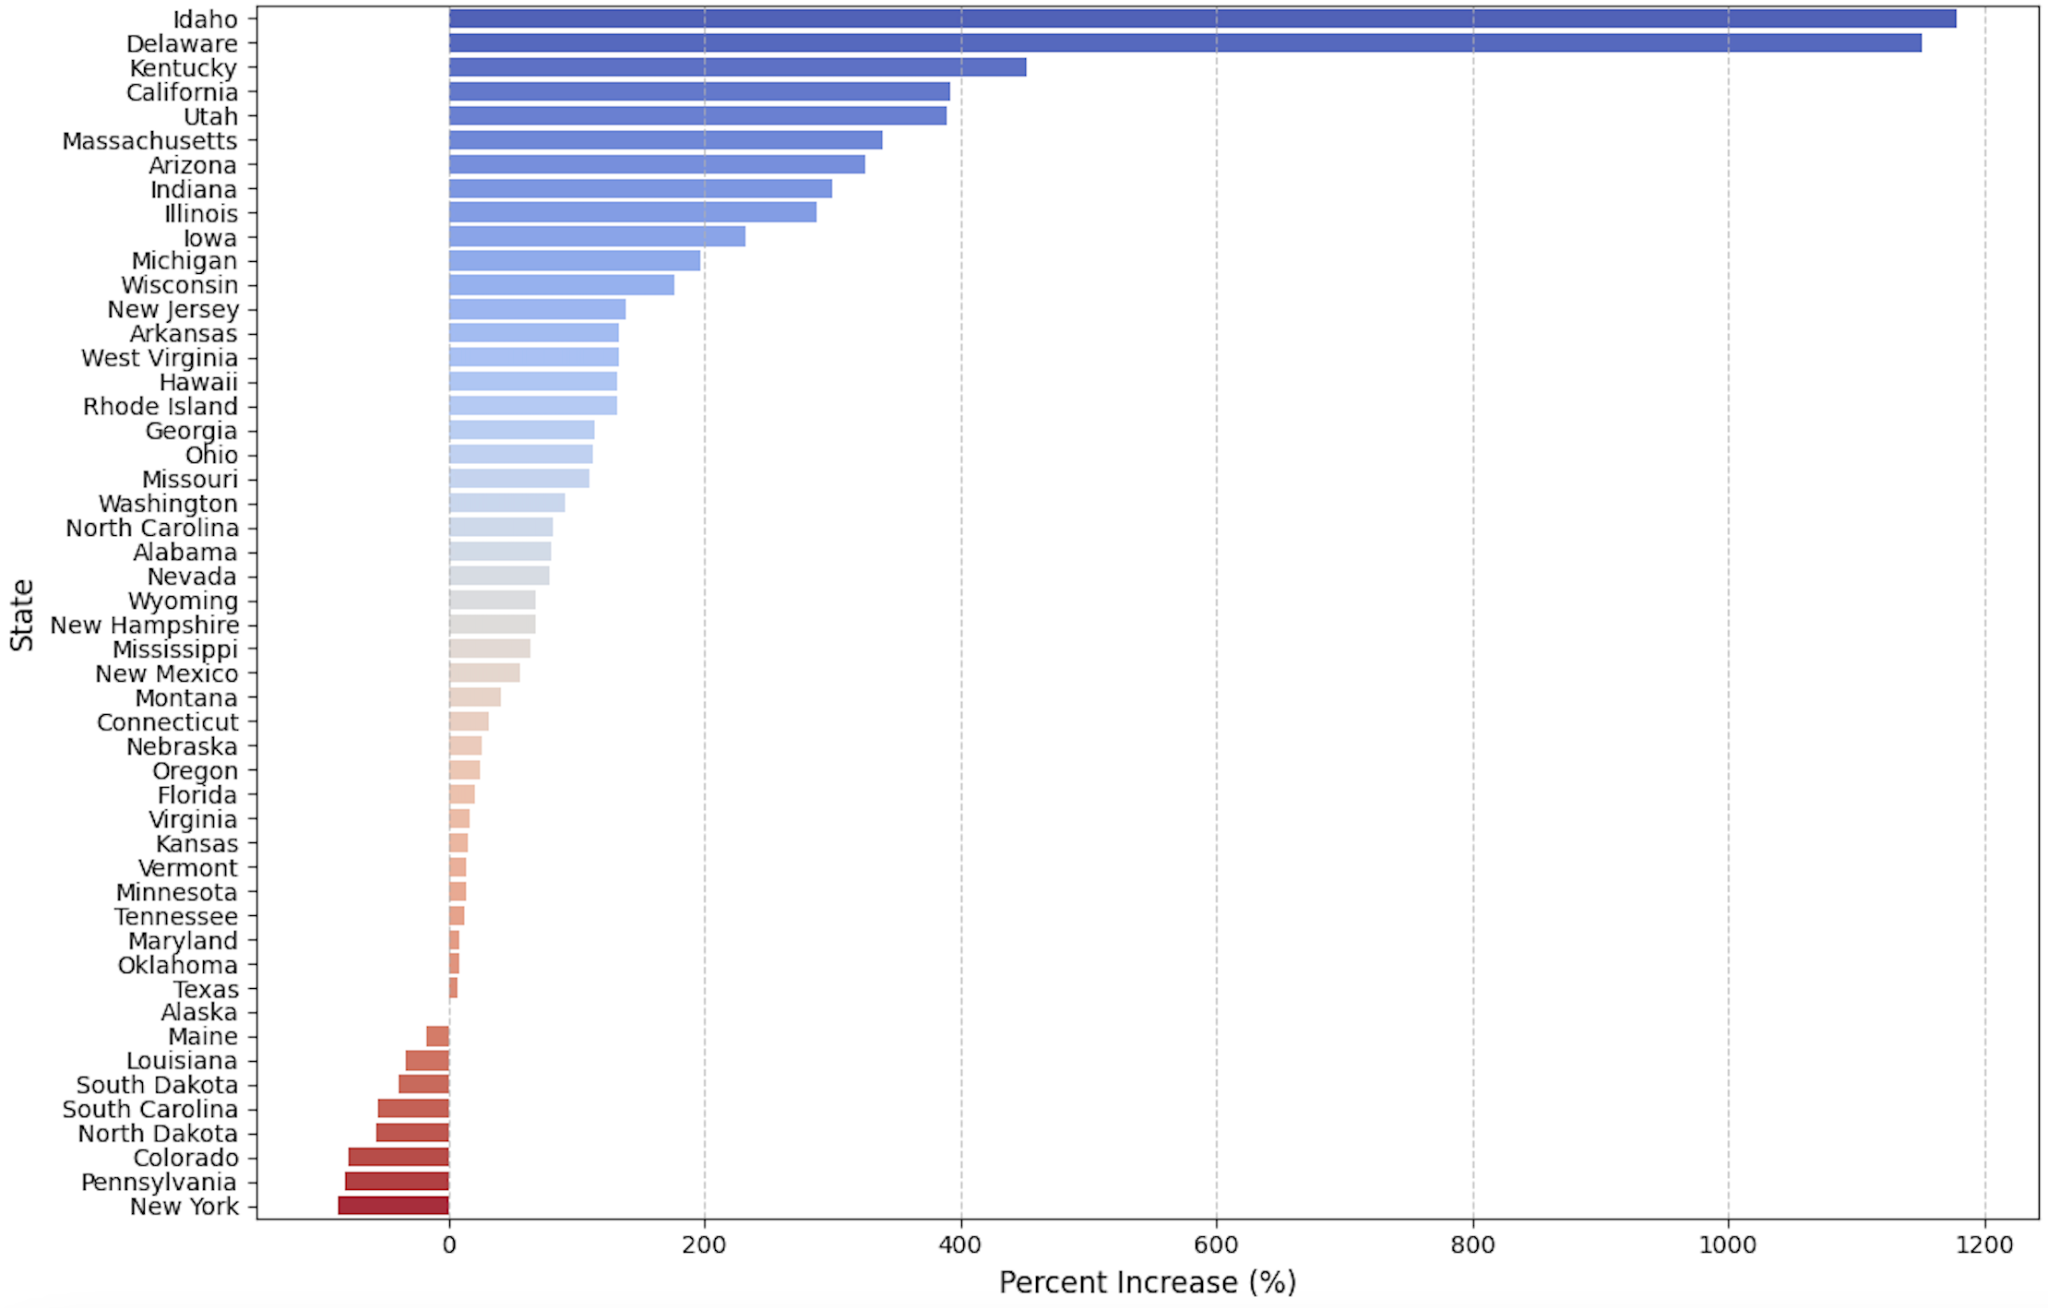 Idaho
Delaware
Kentucky
California
Utah
Massachusetts
Arizona
Indiana
Illinois
Iowa
Michigan
Wisconsin
New Jersey
Arkansas
West Virginia
Hawaii
Rhode Island
Georgia
Ohio
Missouri
Washington
North Carolina
Alabama
Nevada
Wyoming
New Hampshire
Mississippi
New Mexico
Montana
Connecticut
Nebraska
Oregon
Florida
Virginia
Kansas
Vermont
Minnesota
Tennessee
Maryland
Oklahoma
Texas
Alaska
Maine
Louisiana
South Dakota
South Carolina
North Dakota
Colorado
Pennsylvania
New York
State
0 200 400 600 800 1000 1200
Percent Increase (%)